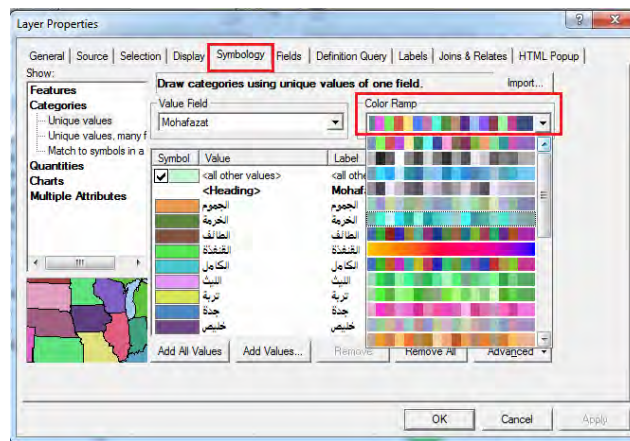 Layer Properties
General Source Selection Display Symbology Fields Definition Query Labels Joins & Relates HTML Popup
Show:
Features
Categories
Unique values
Unique values, many f
Match to symbols in a
Quantities
Charts
Multiple Attributes
Draw categories using unique values of one field.
Import...
Value Field
Mohafazat
Color Ramp
Symbol Value Label
<all other values> <all othe
<Heading> Mohaf
الجموم الجموم
الخرمة الخرمة
الطائف الطائف
القنفذة القنفذة
الكامل الكامل
الليث الليث
تربة تربة
جدة جدة
خليص خليص
Add All Values Add Values... Remove Remove All Advanced
OK Cancel Apply